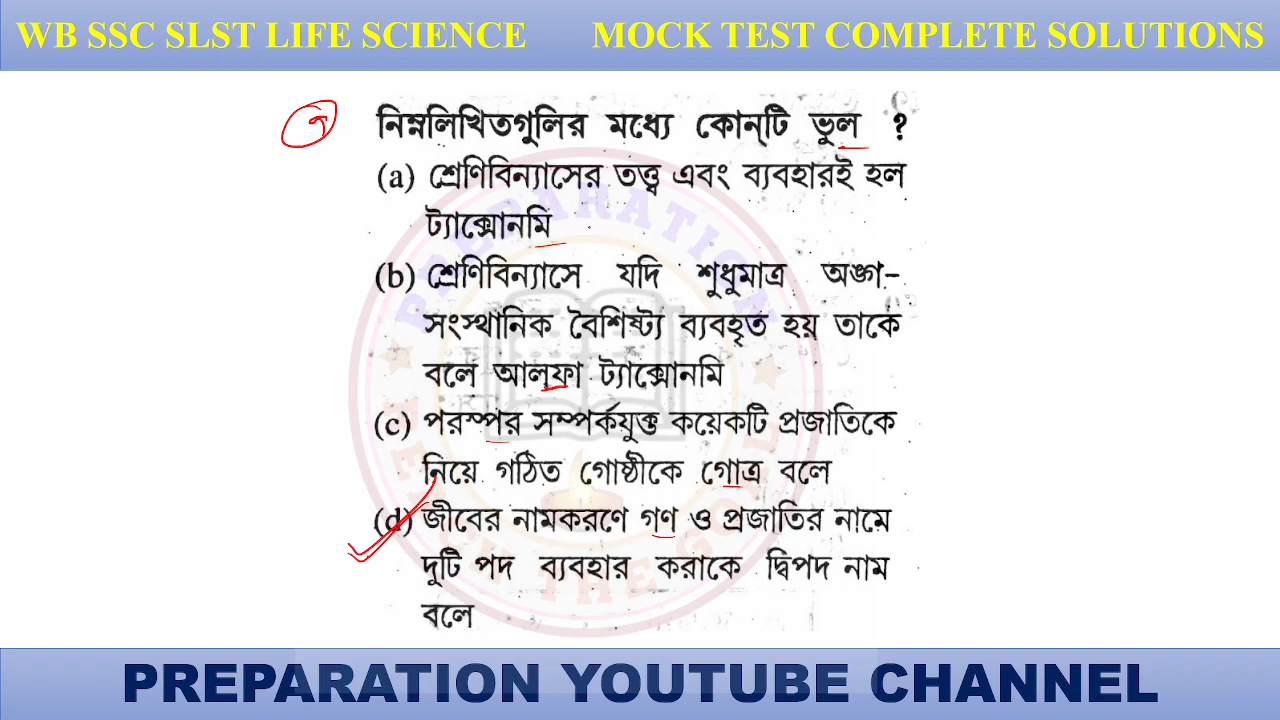 WB SSC SLST LIFE SCIENCE MOCK TEST COMPLETE SOLUTIONS
নিম্নলিখিতগুলির মধ্যে কোন্‌টি ভুল ?
(a) শ্রেণিবিন্যাসের তত্ত্ব এবং ব্যবহারই হল
ট্যাক্সোনমি
(b) শ্রেণিবিন্যাসে যদি শুধুমাত্র অঙ্গ-
সংস্থানিক বৈশিষ্ট্য ব্যবহৃত হয় তাকে
বলে আলফা ট্যাক্সোনমি
(c) পরস্পর সম্পর্কযুক্ত কয়েকটি প্রজাতিকে
নিয়ে গঠিত গোষ্ঠীকে গোত্র বলে
(d) জীবের নামকরণে গণ ও প্রজাতির নামে
দুটি পদ ব্যবহার করাকে দ্বিপদ নাম
বলে
PREPARATION YOUTUBE CHANNEL